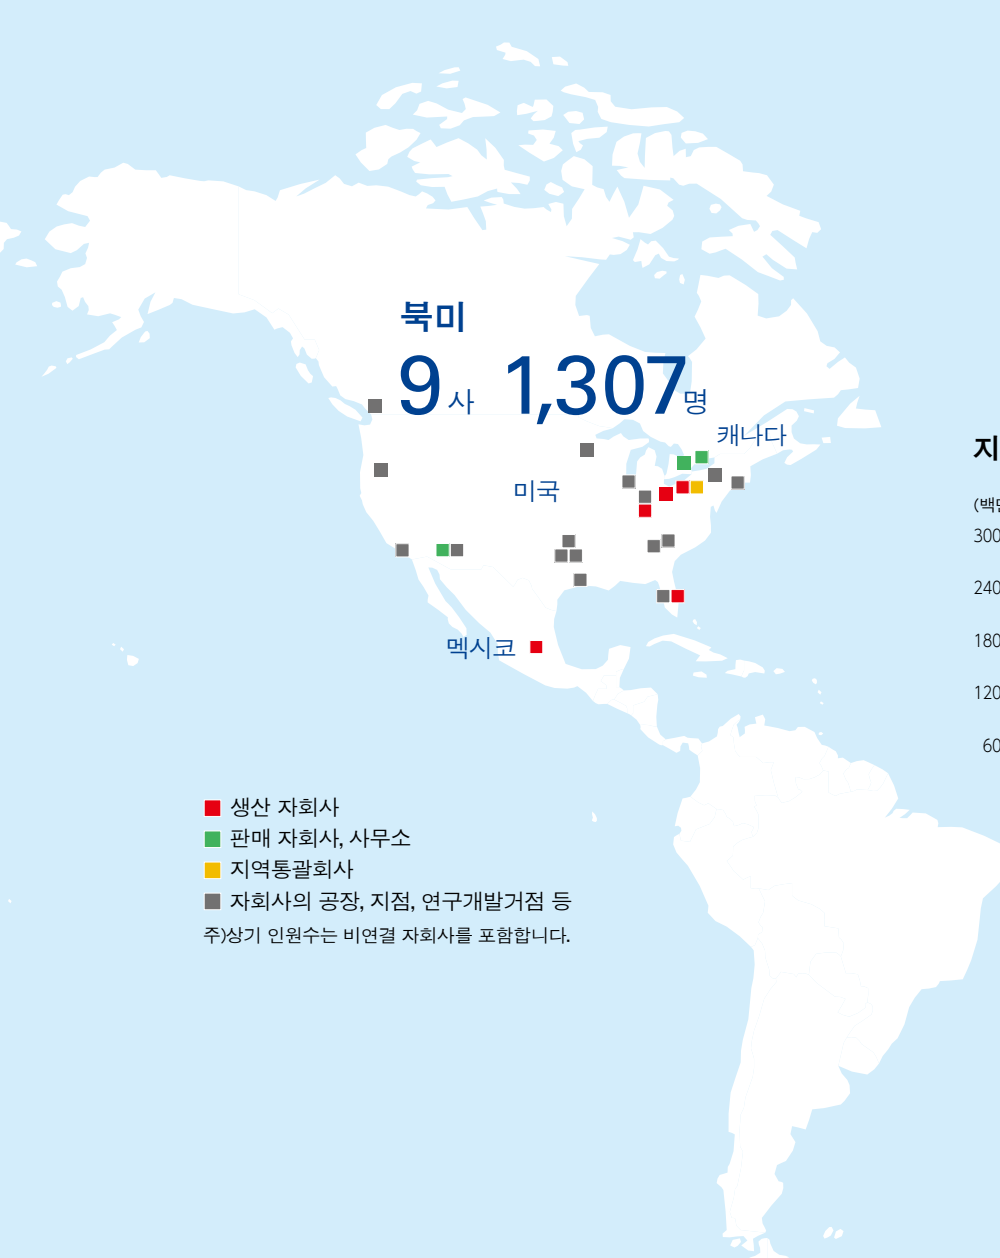 북미
9 사 1,307명
캐나다
미국
멕시코
생산 자회사
판매 자회사, 사무소
지역통괄회사
자회사의 공장, 지점, 연구개발거점 등
주)상기 인원수는 비연결 자회사를 포함합니다.
지
(백
300
240
180
120
60